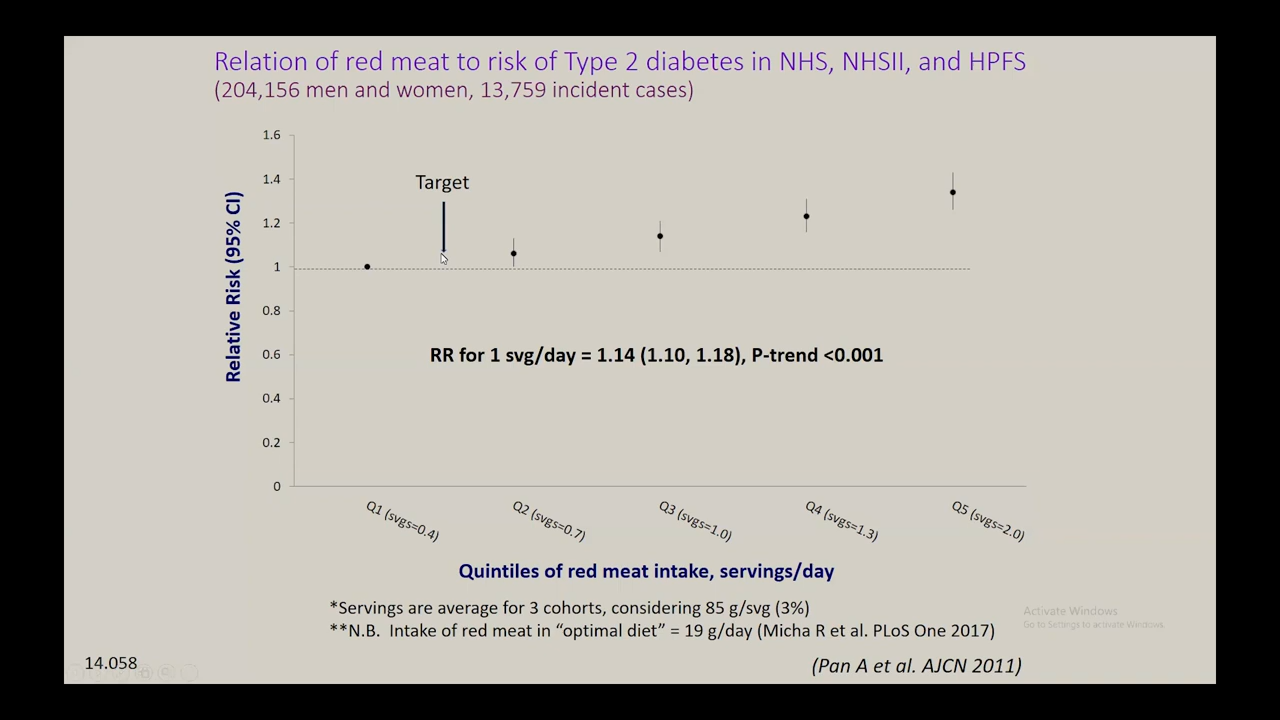 Relation of red meat to risk of Type 2 diabetes in NHS, NHSII, and HPFS
(204,156 men and women, 13,759 incident cases)
1.6
1.4
1.2
1
0.8
0.6
0.4
0.2
0
Relative Risk (95% CI)
Target
RR for 1 svg/day = 1.14 (1.10, 1.18), P-trend <0.001
Q1 (svgs=0.4)
Q2 (svgs=0.7)
Q3 (svgs=1.0)
Q4 (svgs=1.3)
Q5 (svgs=2.0)
Quintiles of red meat intake, servings/day
*Servings are average for 3 cohorts, considering 85 g/svg (3%)
**N.B. Intake of red meat in “optimal diet” = 19 g/day (Micha R et al. PLoS One 2017)
Activate Windows
Go to Settings to activate Windows.
14.058
(Pan A et al. AJCN 2011)